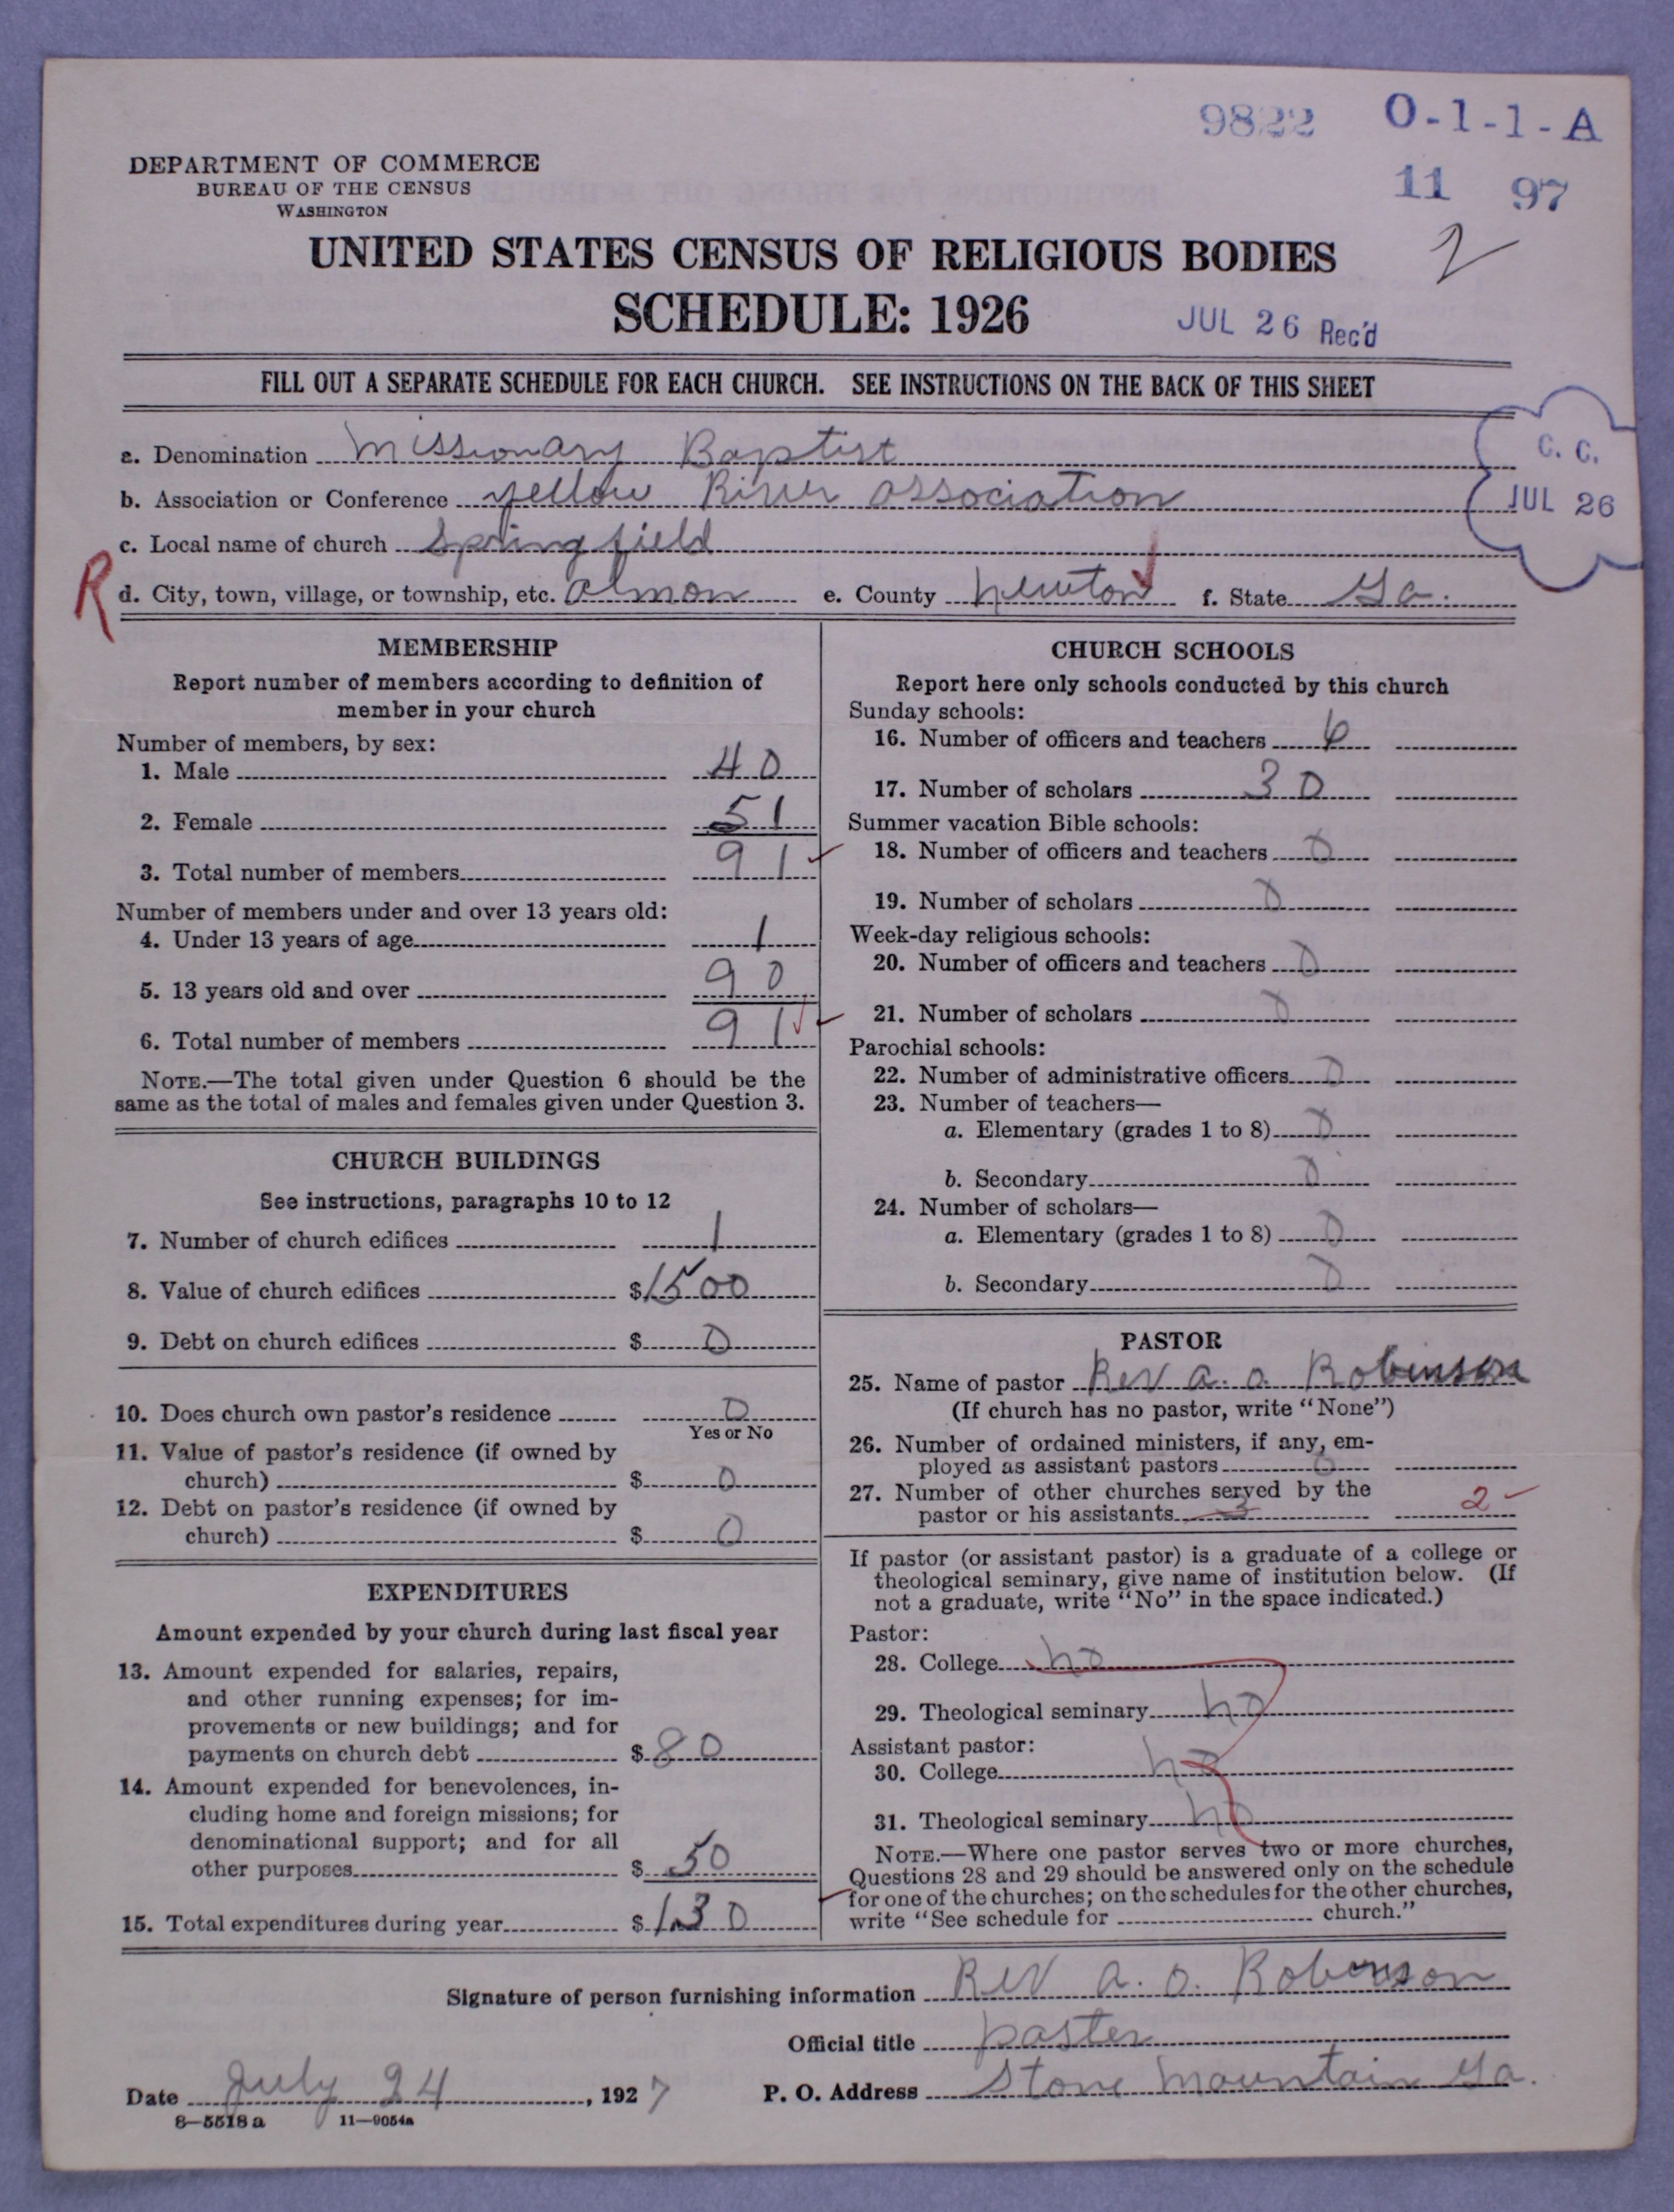 9822 O-1-1-A
11 97
2
DEPARTMENT OF COMMERCE
BUREAU OF THE CENSUS
WASHINGTON
UNITED STATES CENSUS OF RELIGIOUS BODIES
SCHEDULE: 1926
JUL 26 Rec'd
FILL OUT A SEPARATE SCHEDULE FOR EACH CHURCH. SEE INSTRUCTIONS ON THE BACK OF THIS SHEET
C. C.
JUL 26
a. Denomination Missionary Baptist
b. Association or Conference yellow River association
c. Local name of church Springfield
R
d. City, town, village, or township, etc. Almon e. County Newton f. State Ga.
MEMBERSHIP
Report number of members according to definition of
member in your church
Number of members, by sex:
1. Male 40
2. Female 51
3. Total number of members 91
Number of members under and over 13 years old:
4. Under 13 years of age 1
5. 13 years old and over 90
6. Total number of members 91
NOTE.—The total given under Question 6 should be the
same as the total of males and females given under Question 3.
CHURCH BUILDINGS
See instructions, paragraphs 10 to 12
7. Number of church edifices 1
8. Value of church edifices $1500
9. Debt on church edifices $ 0
10. Does church own pastor's residence 0
Yes or No
11. Value of pastor's residence (if owned by
church) $ 0
12. Debt on pastor's residence (if owned by
church) $ 0
EXPENDITURES
Amount expended by your church during last fiscal year
13. Amount expended for salaries, repairs,
and other running expenses; for im-
provements or new buildings; and for
payments on church debt $ 80
14. Amount expended for benevolences, in-
cluding home and foreign missions; for
denominational support; and for all
other purposes $ 50
15. Total expenditures during year $ 130
CHURCH SCHOOLS
Report here only schools conducted by this church
Sunday schools:
16. Number of officers and teachers 6
17. Number of scholars 30
Summer vacation Bible schools:
18. Number of officers and teachers 0
19. Number of scholars 0
Week-day religious schools:
20. Number of officers and teachers 0
21. Number of scholars 0
Parochial schools:
22. Number of administrative officers 0
23. Number of teachers—
a. Elementary (grades 1 to 8) 0
b. Secondary 0
24. Number of scholars—
a. Elementary (grades 1 to 8) 0
b. Secondary 0
PASTOR
25. Name of pastor Rev a. o. Robinson
(If church has no pastor, write "None")
26. Number of ordained ministers, if any, em-
ployed as assistant pastors 0
27. Number of other churches served by the
pastor or his assistants 3 2
If pastor (or assistant pastor) is a graduate of a college or
theological seminary, give name of institution below. (If
not a graduate, write "No" in the space indicated.)
Pastor:
28. College no
29. Theological seminary no
Assistant pastor:
30. College no
31. Theological seminary no
NOTE.—Where one pastor serves two or more churches,
Questions 28 and 29 should be answered only on the schedule
for one of the churches; on the schedules for the other churches,
write "See schedule for church."
Signature of person furnishing information Rev a. o. Robinson
Official title paster
Date July 24, 1927 P. O. Address Stone Mountain Ga.
8—5518 a 11—9054a